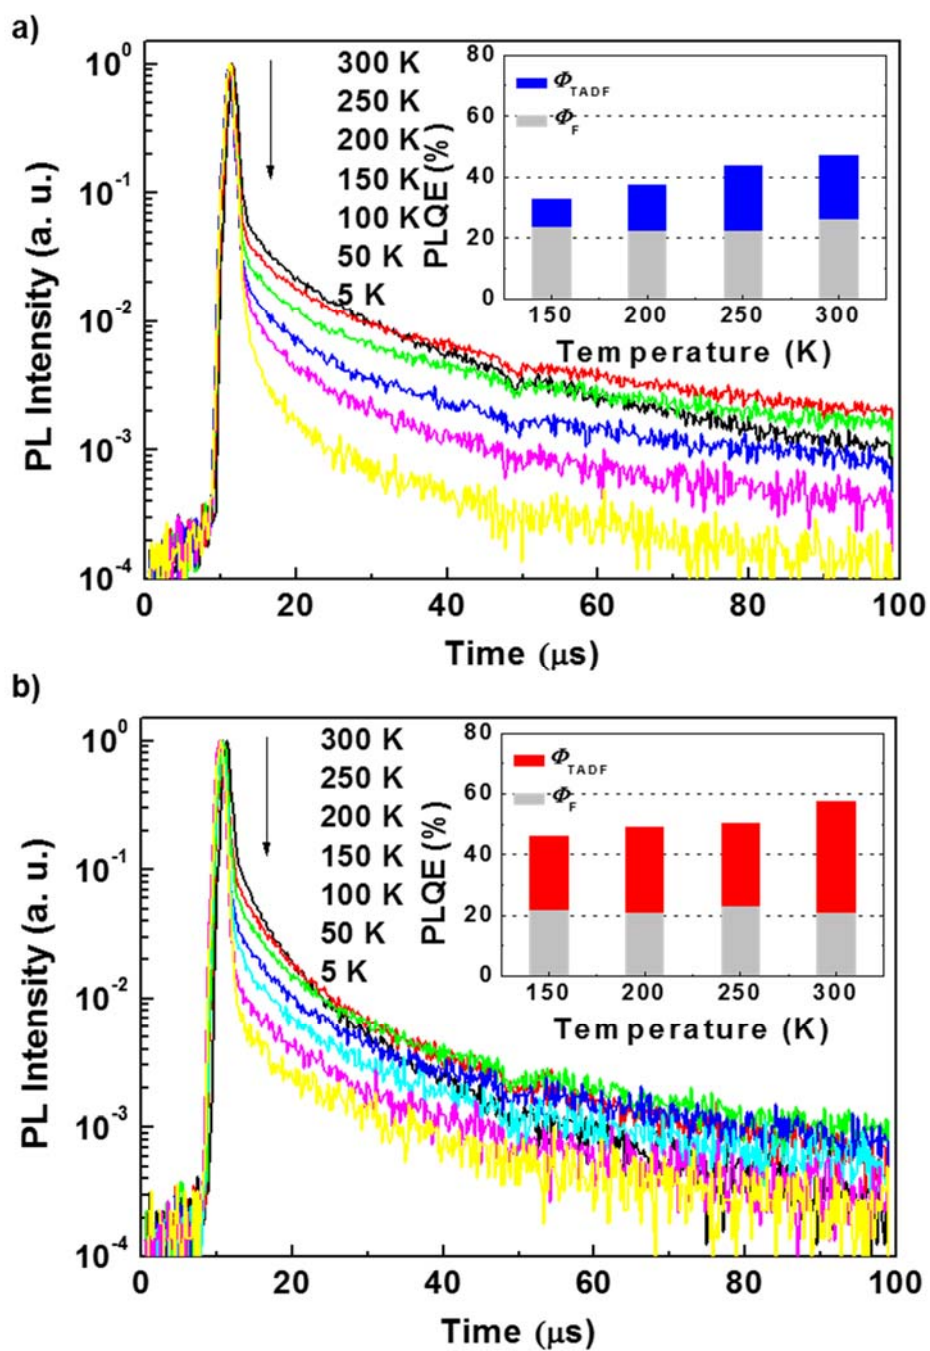 a)
PL Intensity (a. u.)
10^0
10^-1
10^-2
10^-3
10^-4
300 K
250 K
200 K
150 K
100 K
50 K
5 K
PLQE (%)
80
60
40
20
0
Φ_TADF
Φ_F
150 200 250 300
Temperature (K)
0 20 40 60 80 100
Time (μs)
b)
PL Intensity (a. u.)
10^0
10^-1
10^-2
10^-3
10^-4
300 K
250 K
200 K
150 K
100 K
50 K
5 K
PLQE (%)
80
60
40
20
0
Φ_TADF
Φ_F
150 200 250 300
Temperature (K)
0 20 40 60 80 100
Time (μs)